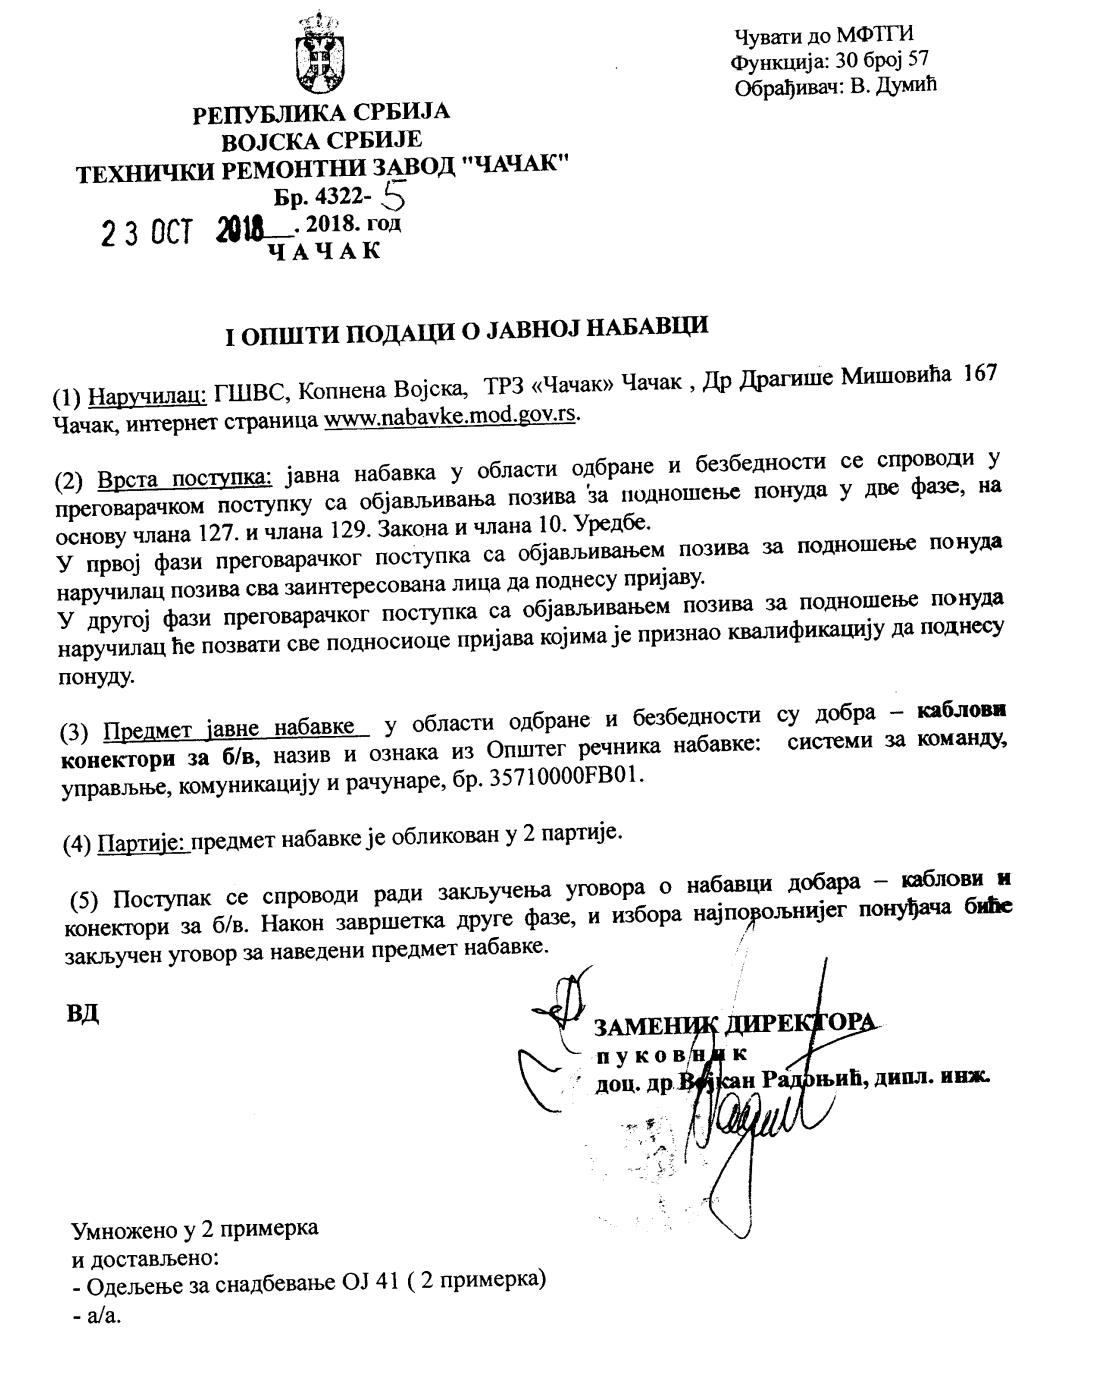 Чувати до МФТГИ
Функција: 30 број 57
Обрађивач: В. Думић
РЕПУБЛИКА СРБИЈА
ВОЈСКА СРБИЈЕ
ТЕХНИЧКИ РЕМОНТНИ ЗАВОД "ЧАЧАК"
Бр. 4322- 5
23 OCT 2018__. 2018. год
Ч А Ч А К
I ОПШТИ ПОДАЦИ О ЈАВНОЈ НАБАВЦИ
(1) Наручилац: ГШВС, Копнена Војска, ТРЗ «Чачак» Чачак , Др Драгише Мишовића 167
Чачак, интернет страница www.nabavke.mod.gov.rs.
(2) Врста поступка: јавна набавка у области одбране и безбедности се спроводи у
преговарачком поступку са објављивања позива за подношење понуда у две фазе, на
основу члана 127. и члана 129. Закона и члана 10. Уредбе.
У првој фази преговарачког поступка са објављивањем позива за подношење понуда
наручилац позива сва заинтересована лица да поднесу пријаву.
У другој фази преговарачког поступка са објављивањем позива за подношење понуда
наручилац ће позвати све подносиоце пријава којима је признао квалификацију да поднесу
понуду.
(3) Предмет јавне набавке у области одбране и безбедности су добра – каблови
конектори за б/в, назив и ознака из Општег речника набавке: системи за команду,
управљње, комуникацију и рачунаре, бр. 35710000FB01.
(4) Партије: предмет набавке је обликован у 2 партије.
(5) Поступак се спроводи ради закључења уговора о набавци добара – каблови и
конектори за б/в. Након завршетка друге фазе, и избора најповољнијег понуђача биће
закључен уговор за наведени предмет набавке.
ВД
ЗАМЕНИК ДИРЕКТОРА
п у к о в н и к
доц. др Војкан Радоњић, дипл. инж.
Умножено у 2 примерка
и достављено:
- Одељење за снадбевање ОЈ 41 ( 2 примерка)
- а/а.